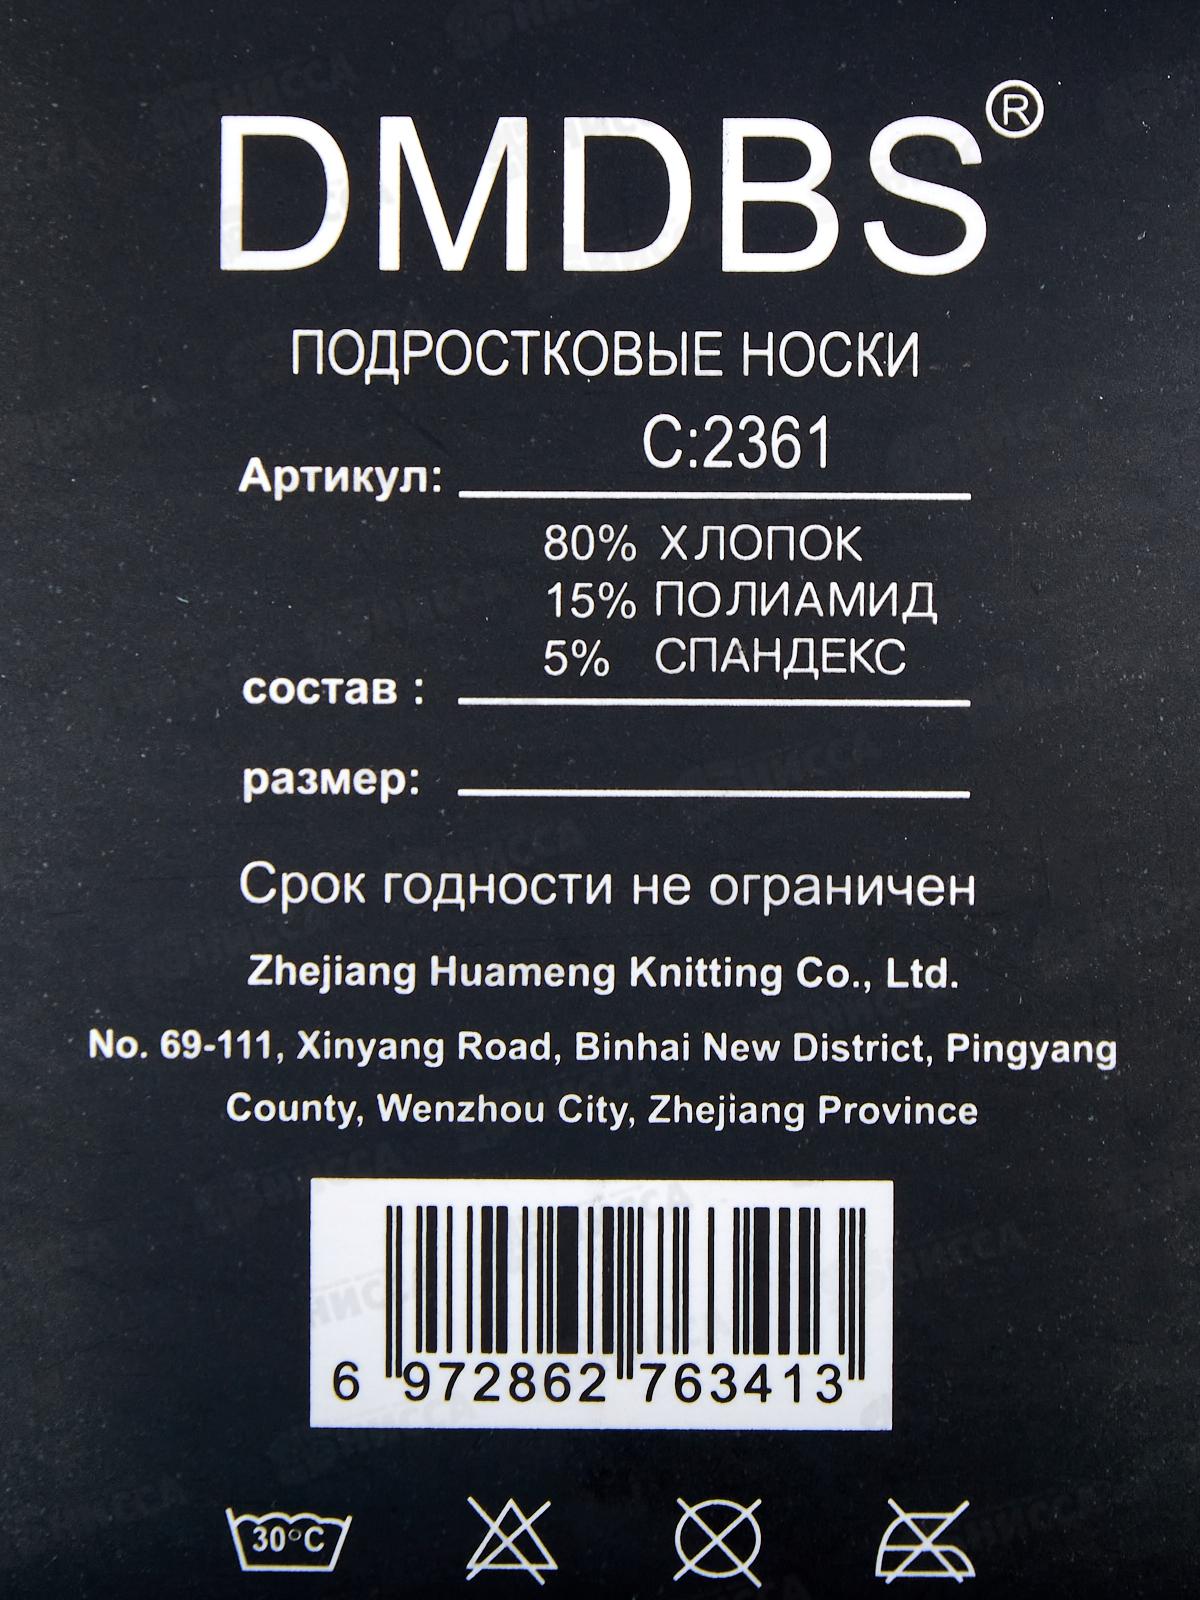 DMDBS®
ПОДРОСТКОВЫЕ НОСКИ
Артикул: C:2361
80% ХЛОПОК
15% ПОЛИАМИД
5% СПАНДЕКС
состав :
размер:
Срок годности не ограничен
Zhejiang Huameng Knitting Co., Ltd.
No. 69-111, Xinyang Road, Binhai New District, Pingyang
County, Wenzhou City, Zhejiang Province
6 972862 763413
30°C